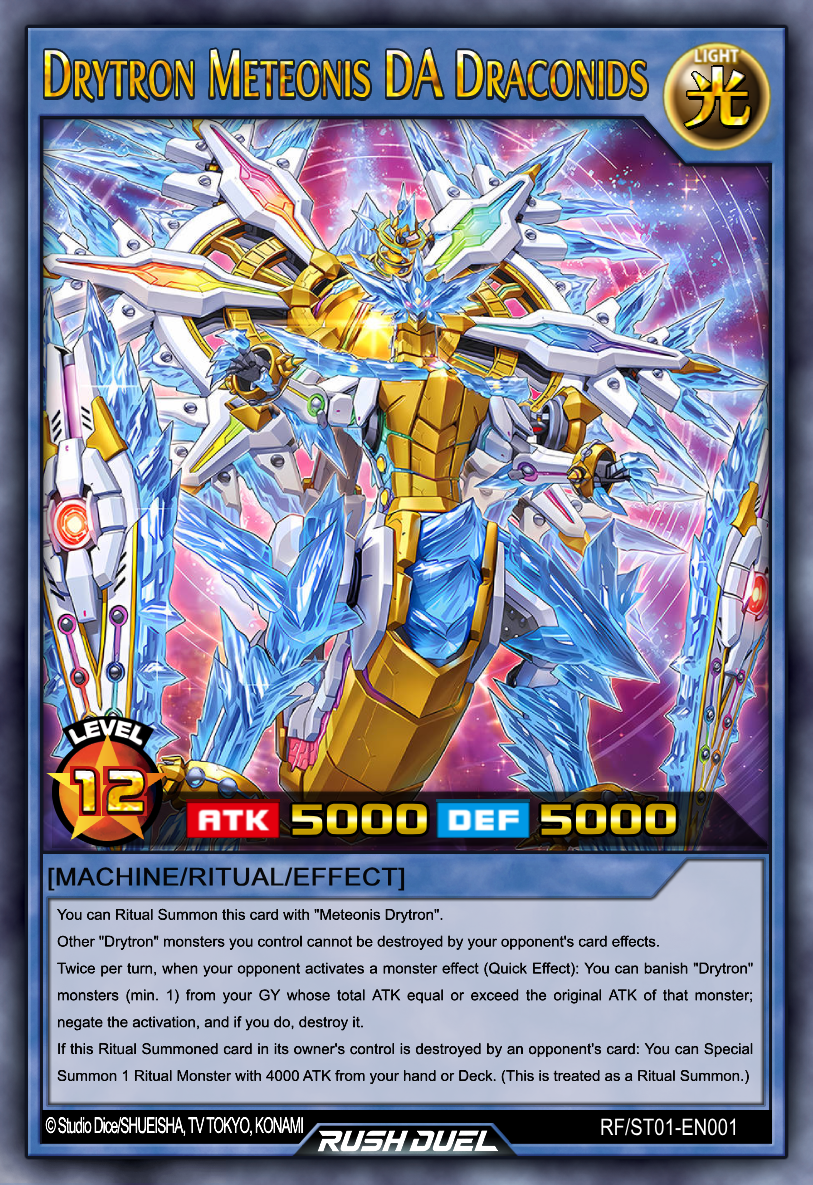 DRYTRON METEONIS DA DRACONIDS
LIGHT
光
LEVEL
12
ATK 5000 DEF 5000
[MACHINE/RITUAL/EFFECT]
You can Ritual Summon this card with "Meteonis Drytron".
Other "Drytron" monsters you control cannot be destroyed by your opponent's card effects.
Twice per turn, when your opponent activates a monster effect (Quick Effect): You can banish "Drytron"
monsters (min. 1) from your GY whose total ATK equal or exceed the original ATK of that monster;
negate the activation, and if you do, destroy it.
If this Ritual Summoned card in its owner's control is destroyed by an opponent's card: You can Special
Summon 1 Ritual Monster with 4000 ATK from your hand or Deck. (This is treated as a Ritual Summon.)
© Studio Dice/SHUEISHA, TV TOKYO, KONAMI
RUSH DUEL
RF/ST01-EN001